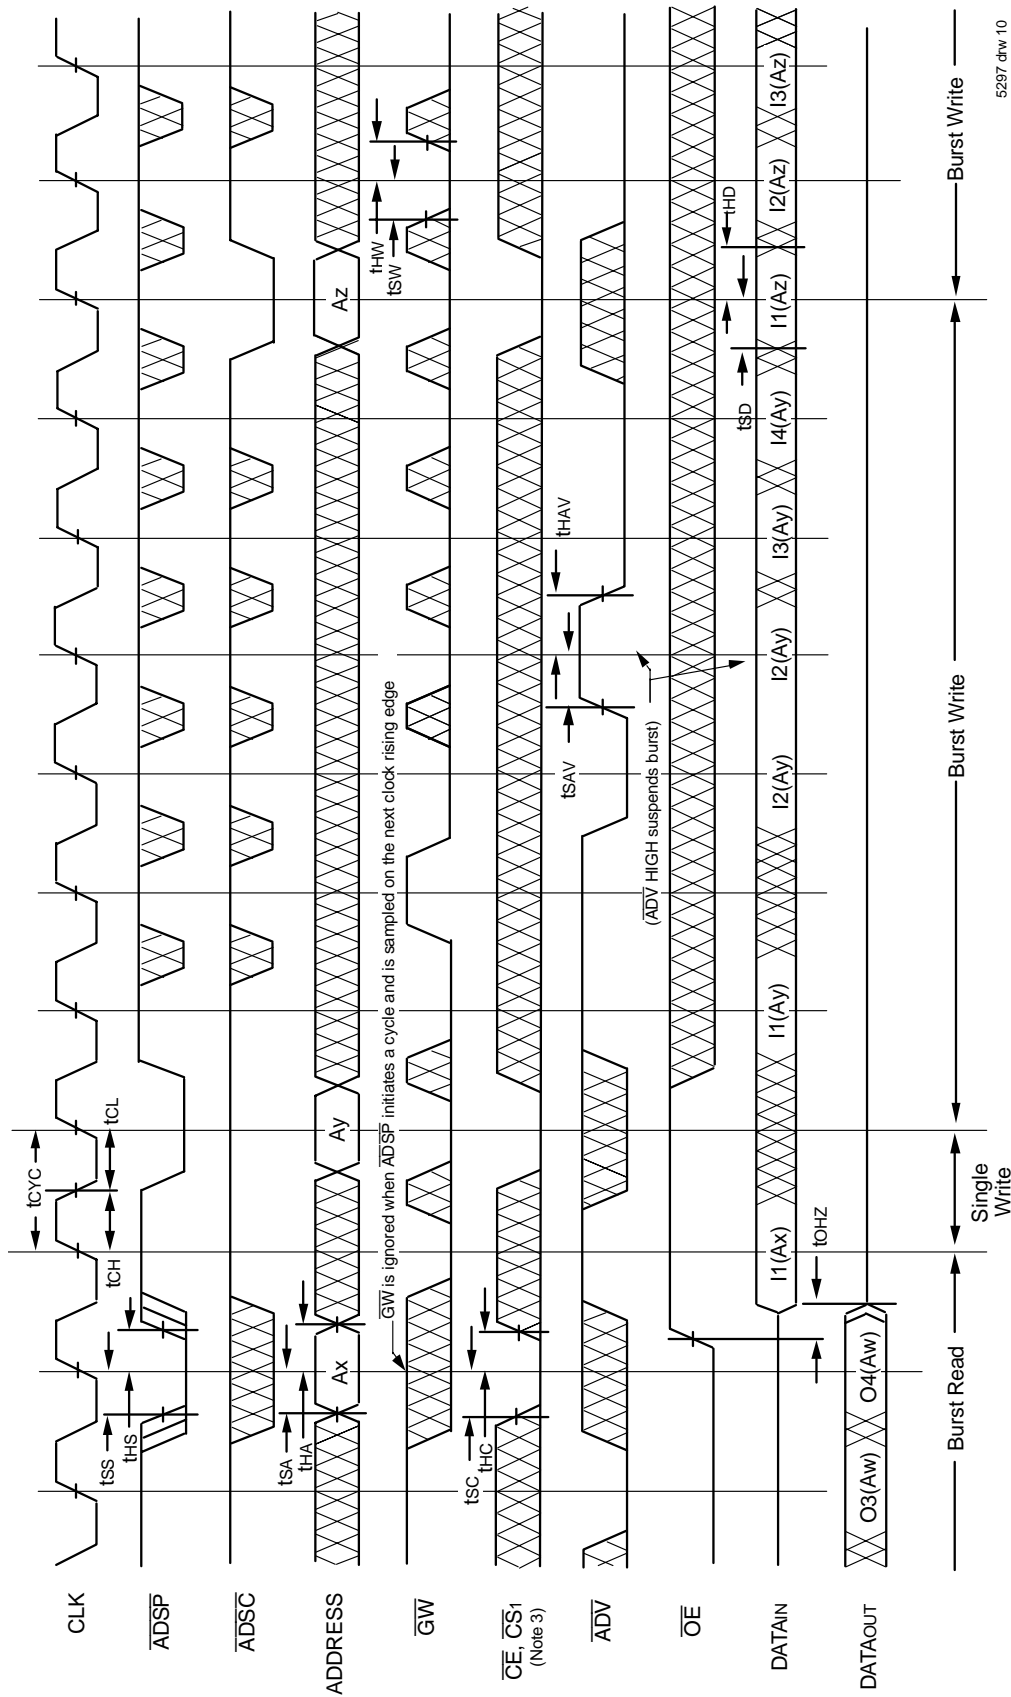 CLK
tCYC
tCH
tCL
ADSP
tSS
tHS
ADSC
ADDRESS
tSA
tHA
Ax
Ay
Az
GW
GW is ignored when ADSP initiates a cycle and is sampled on the next clock rising edge
tHW
tSW
CE, CS1
(Note 3)
tSC
tHC
ADV
tSAV
tHAV
(ADV HIGH suspends burst)
OE
DATAIN
I1(Ax)
I1(Ay)
I2(Ay)
I2(Ay)
I3(Ay)
I4(Ay)
I1(Az)
I2(Az)
I3(Az)
tSD
tHD
tOHZ
DATAOUT
O3(Aw)
O4(Aw)
Burst Read
Single
Write
Burst Write
Burst Write
5297 drw 10